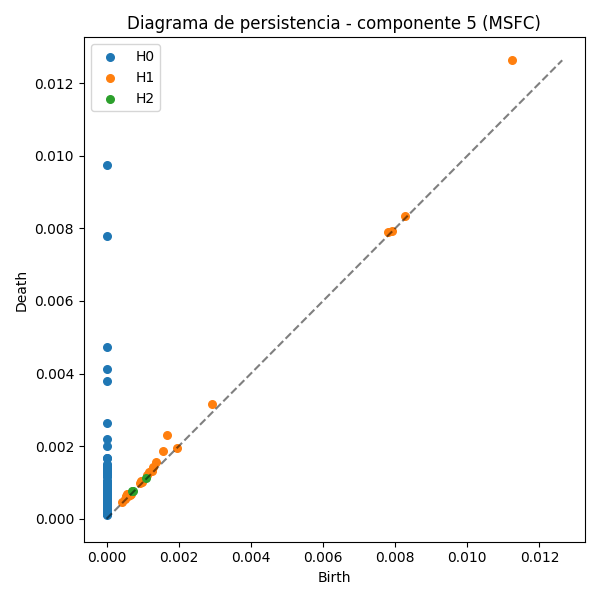 Diagrama de persistencia - componente 5 (MSFC)
H0
H1
H2
0.012
0.010
0.008
0.006
0.004
0.002
0.000
Death
0.000 0.002 0.004 0.006 0.008 0.010 0.012
Birth